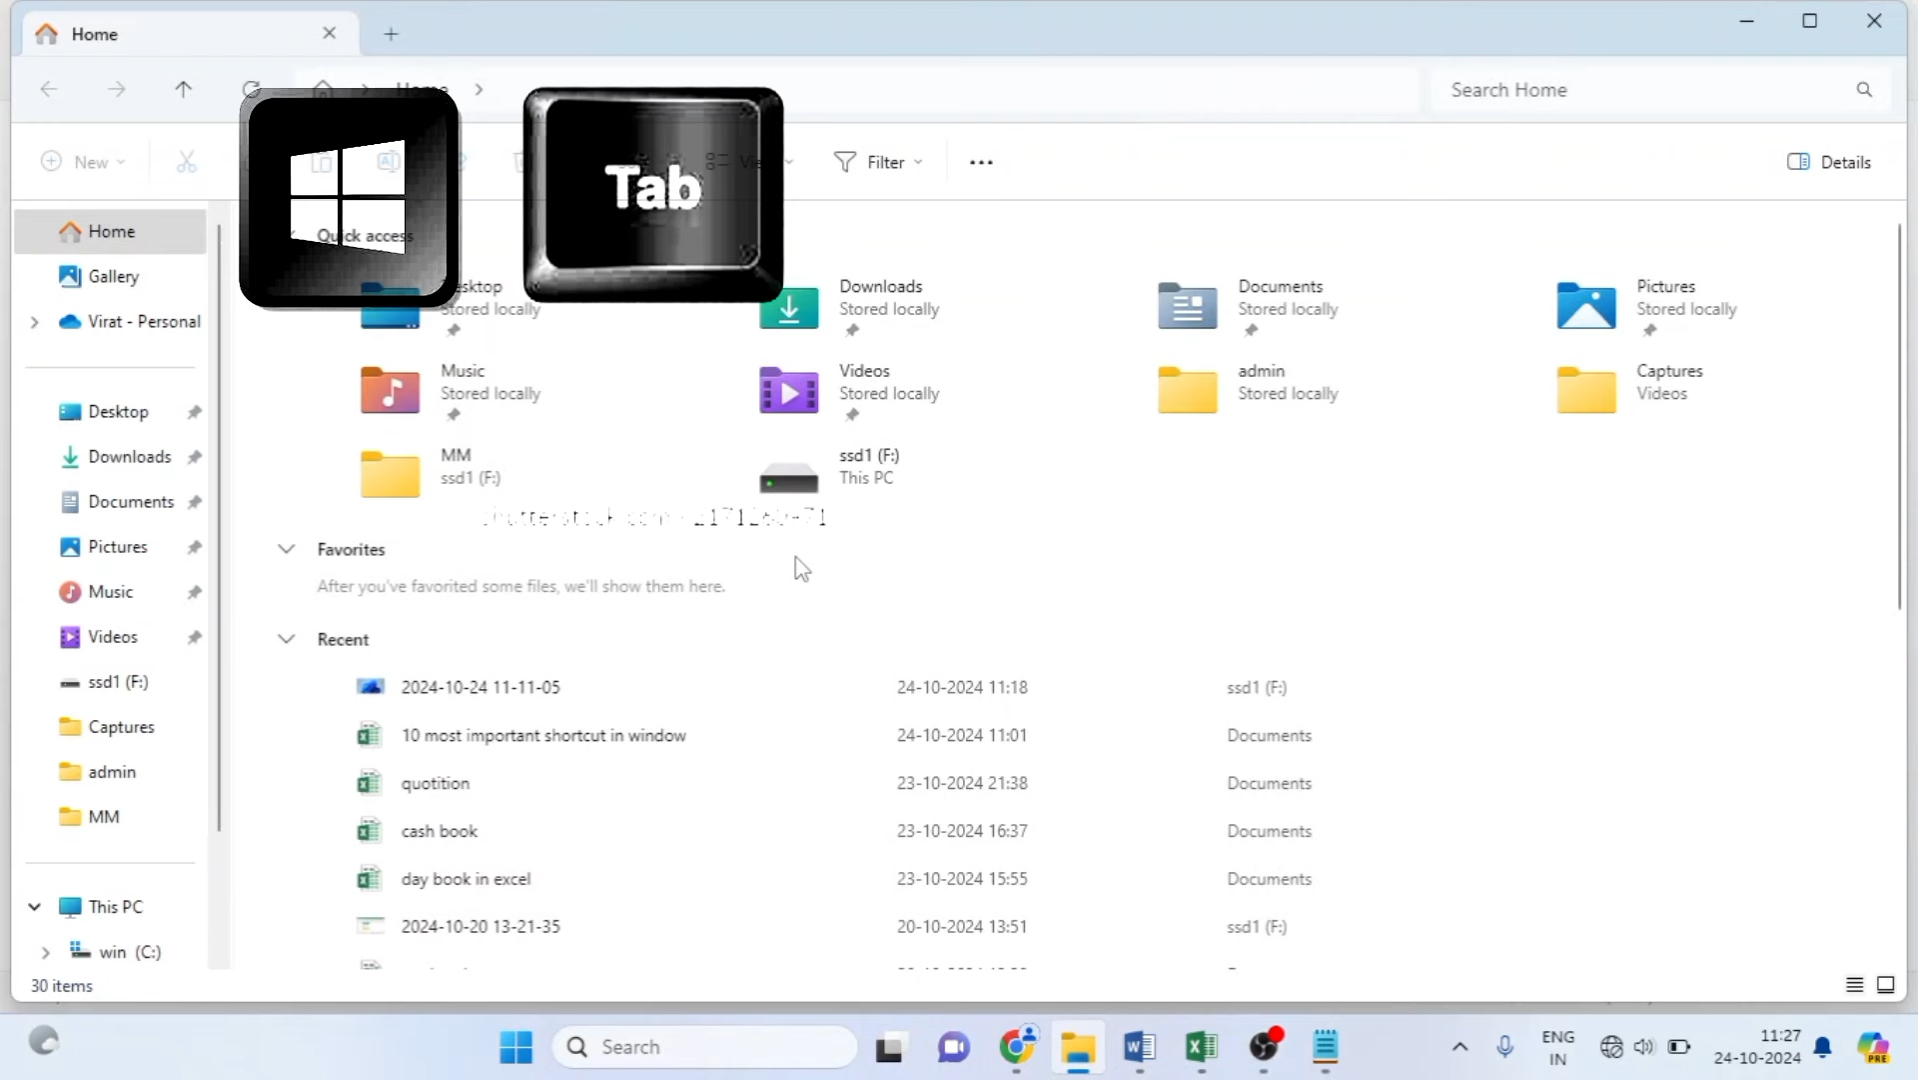 Home
Home
Search Home
New
Filter
Details
Tab
Home
Gallery
Virat - Personal
Desktop
Downloads
Documents
Pictures
Music
Videos
ssd1 (F:)
Captures
admin
MM
This PC
win (C:)
Quick access
Desktop
Stored locally
Downloads
Stored locally
Documents
Stored locally
Pictures
Stored locally
Music
Stored locally
Videos
Stored locally
admin
Stored locally
Captures
Videos
MM
ssd1 (F:)
ssd1 (F:)
This PC
Favorites
After you've favorited some files, we'll show them here.
Recent
2024-10-24 11-11-05 24-10-2024 11:18 ssd1 (F:)
10 most important shortcut in window 24-10-2024 11:01 Documents
quotition 23-10-2024 21:38 Documents
cash book 23-10-2024 16:37 Documents
day book in excel 23-10-2024 15:55 Documents
2024-10-20 13-21-35 20-10-2024 13:51 ssd1 (F:)
30 items
Search
ENG
IN
11:27
24-10-2024
PRE